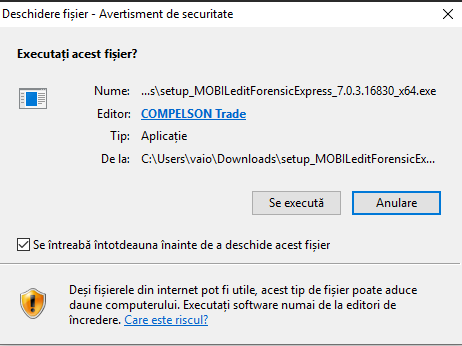 Deschidere fișier - Avertisment de securitate
Executați acest fișier?
Nume: ...s\setup_MOBILeditForensicExpress_7.0.3.16830_x64.exe
Editor: COMPELSON Trade
Tip: Aplicație
De la: C:\Users\vaio\Downloads\setup_MOBILeditForensicEx...
Se execută Anulare
Se întreabă întotdeauna înainte de a deschide acest fișier
Deși fișierele din internet pot fi utile, acest tip de fișier poate aduce
daune computerului. Executați software numai de la editori de
încredere. Care este riscul?